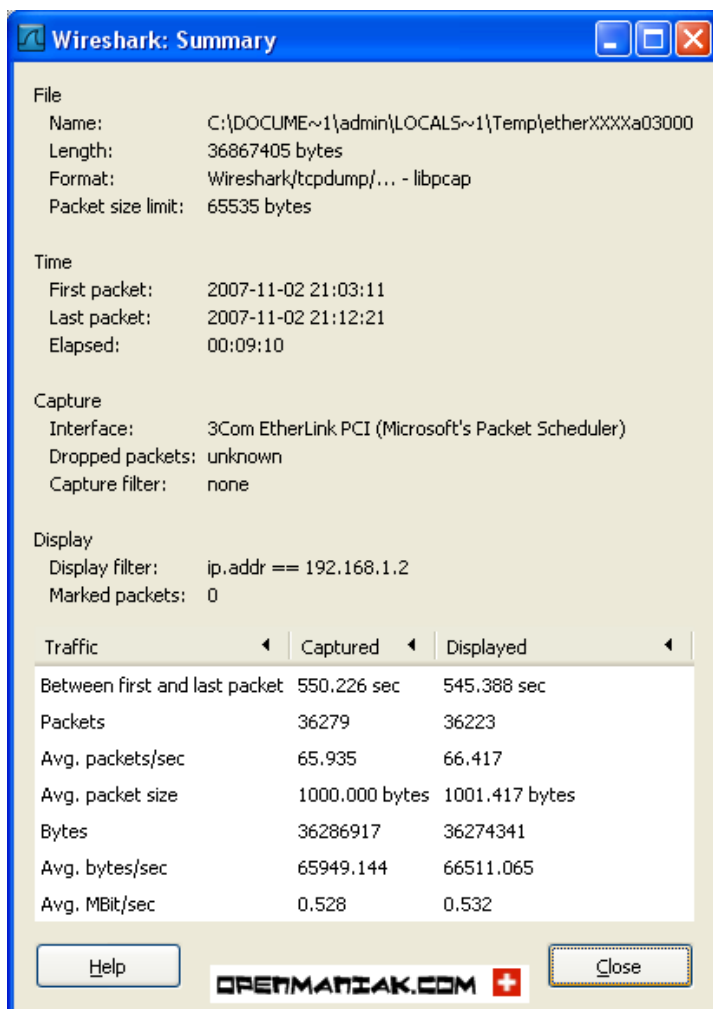 Wireshark: Summary
File
Name: C:\DOCUME~1\admin\LOCALS~1\Temp\etherXXXXa03000
Length: 36867405 bytes
Format: Wireshark/tcpdump/... - libpcap
Packet size limit: 65535 bytes
Time
First packet: 2007-11-02 21:03:11
Last packet: 2007-11-02 21:12:21
Elapsed: 00:09:10
Capture
Interface: 3Com EtherLink PCI (Microsoft's Packet Scheduler)
Dropped packets: unknown
Capture filter: none
Display
Display filter: ip.addr == 192.168.1.2
Marked packets: 0
Traffic Captured Displayed
Between first and last packet 550.226 sec 545.388 sec
Packets 36279 36223
Avg. packets/sec 65.935 66.417
Avg. packet size 1000.000 bytes 1001.417 bytes
Bytes 36286917 36274341
Avg. bytes/sec 65949.144 66511.065
Avg. MBit/sec 0.528 0.532
Help OPENMANIAK.COM Close